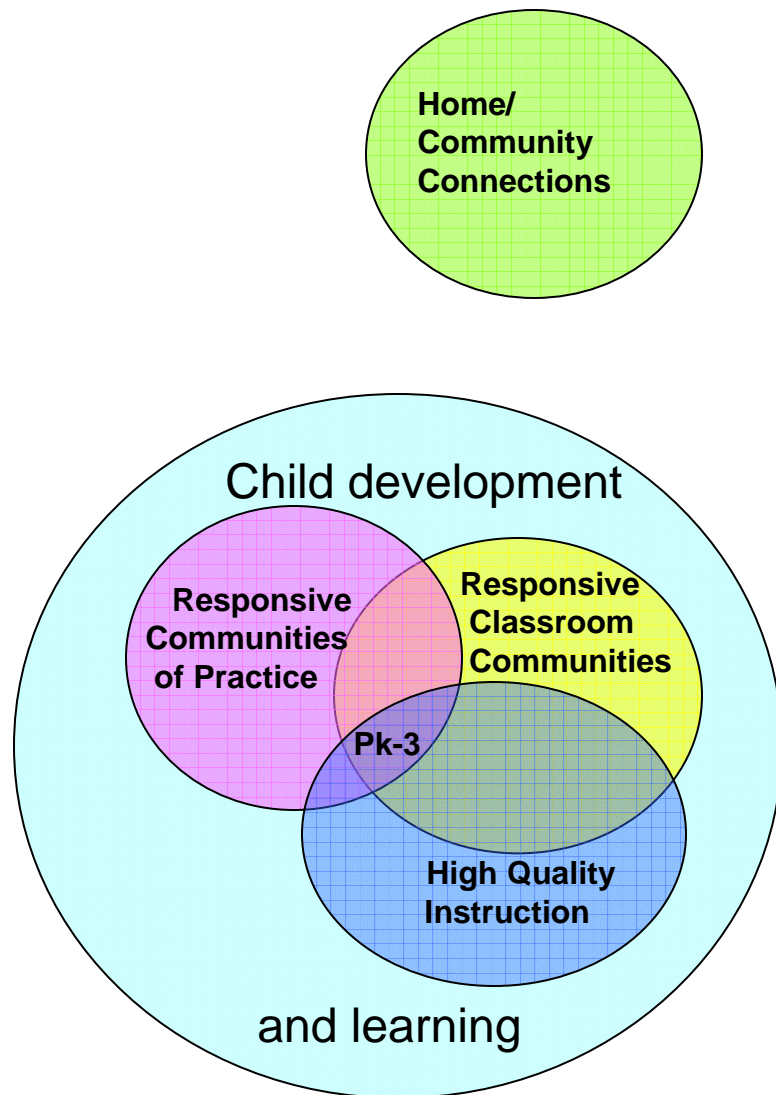 Home/
Community
Connections
Child development
Responsive
Communities
of Practice
Responsive
Classroom
Communities
Pk-3
High Quality
Instruction
and learning